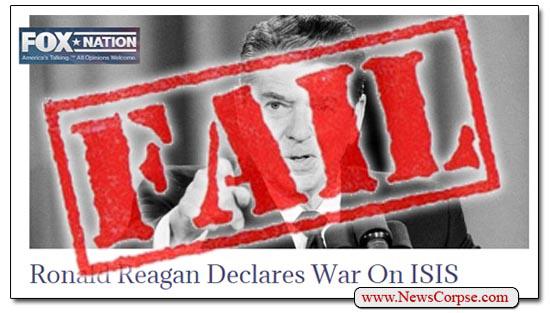 FOX NATION
America's Talking.™ All Opinions Welcome.
FAIL
Ronald Reagan Declares War On ISIS
www.NewsCorpse.com